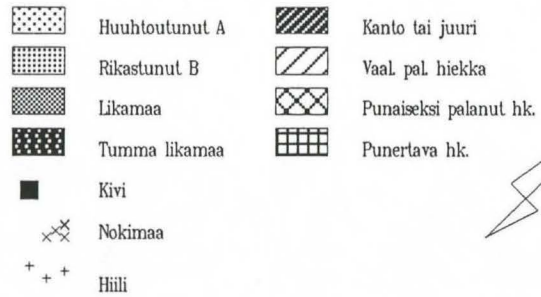 Huuhtoutunut A
Rikastunut B
Likamaa
Tumma likamaa
Kivi
Nokimaa
Hiili
Kanto tai juuri
Vaal. pal. hiekka
Punaiseksi palanut hk.
Punertava hk.